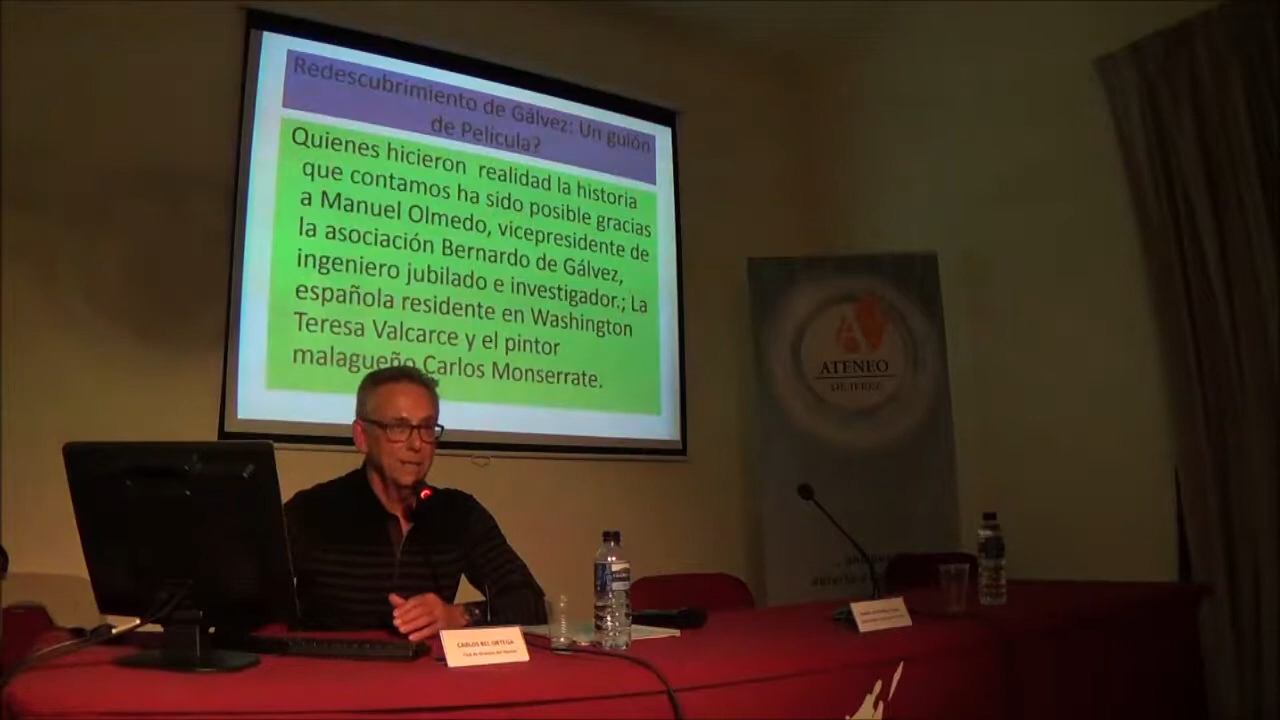 Redescubrimiento de Gálvez: Un guión
de Película?
Quienes hicieron realidad la historia
que contamos ha sido posible gracias
a Manuel Olmedo, vicepresidente de
la asociación Bernardo de Gálvez,
ingeniero jubilado e investigador.; La
española residente en Washington
Teresa Valcarce y el pintor
malagueño Carlos Monserrate.
ATENEO
DE JEREZ
CARLOS BEL ORTEGA